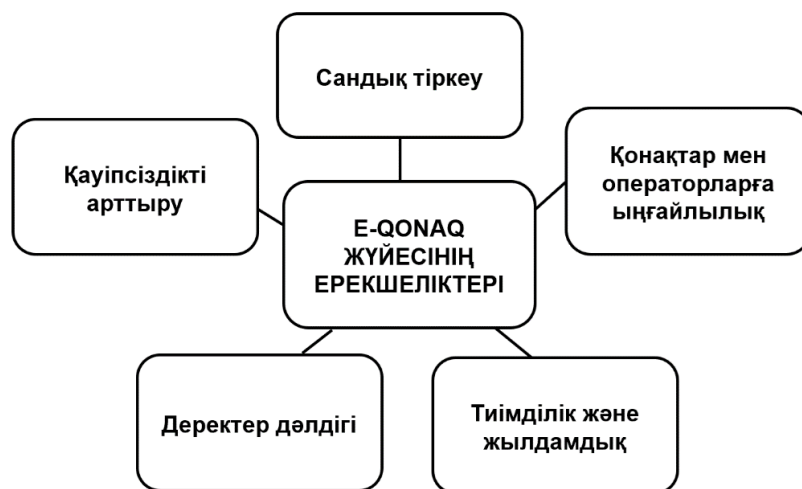 Сандық тіркеу
Қауіпсіздікті
арттыру
Қонақтар мен
операторларға
ыңғайлылық
E-QONAQ
ЖҮЙЕСІНІҢ
ЕРЕКШЕЛІКТЕРІ
Деректер дәлдігі
Тиімділік және
жылдамдық